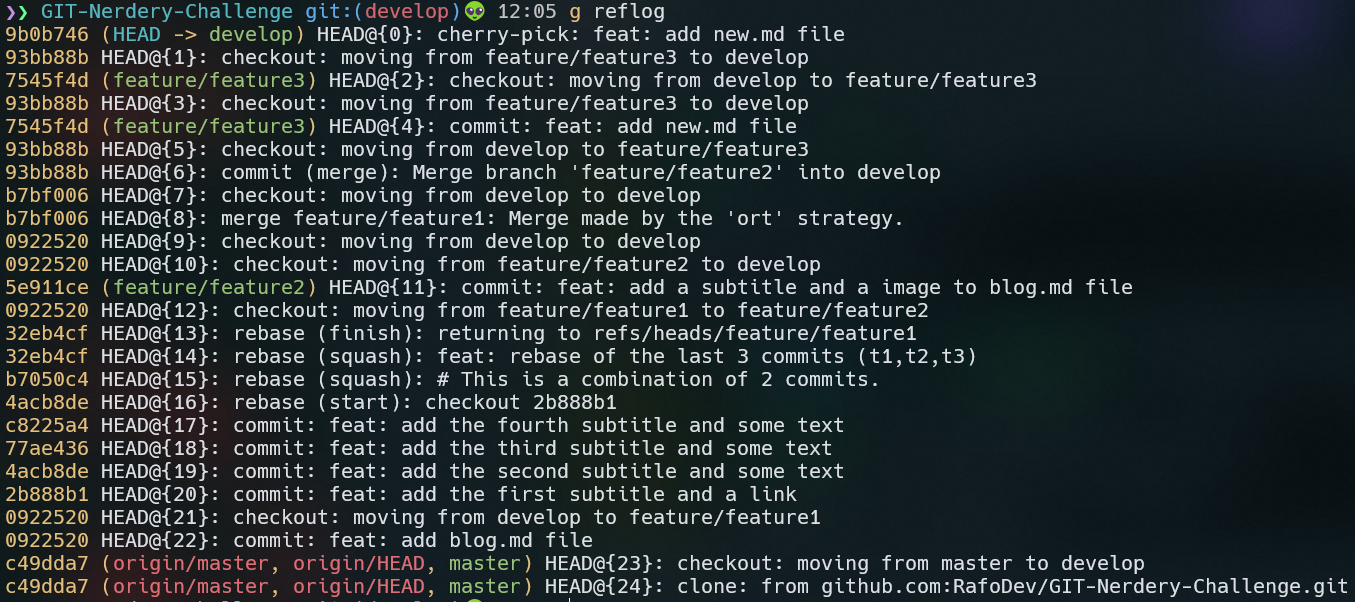 ❯❯ GIT-Nerdery-Challenge git:(develop)👽 12:05 g reflog
9b0b746 (HEAD -> develop) HEAD@{0}: cherry-pick: feat: add new.md file
93bb88b HEAD@{1}: checkout: moving from feature/feature3 to develop
7545f4d (feature/feature3) HEAD@{2}: checkout: moving from develop to feature/feature3
93bb88b HEAD@{3}: checkout: moving from feature/feature3 to develop
7545f4d (feature/feature3) HEAD@{4}: commit: feat: add new.md file
93bb88b HEAD@{5}: checkout: moving from develop to feature/feature3
93bb88b HEAD@{6}: commit (merge): Merge branch 'feature/feature2' into develop
b7bf006 HEAD@{7}: checkout: moving from develop to develop
b7bf006 HEAD@{8}: merge feature/feature1: Merge made by the 'ort' strategy.
0922520 HEAD@{9}: checkout: moving from develop to develop
0922520 HEAD@{10}: checkout: moving from feature/feature2 to develop
5e911ce (feature/feature2) HEAD@{11}: commit: feat: add a subtitle and a image to blog.md file
0922520 HEAD@{12}: checkout: moving from feature/feature1 to feature/feature2
32eb4cf HEAD@{13}: rebase (finish): returning to refs/heads/feature/feature1
32eb4cf HEAD@{14}: rebase (squash): feat: rebase of the last 3 commits (t1,t2,t3)
b7050c4 HEAD@{15}: rebase (squash): # This is a combination of 2 commits.
4acb8de HEAD@{16}: rebase (start): checkout 2b888b1
c8225a4 HEAD@{17}: commit: feat: add the fourth subtitle and some text
77ae436 HEAD@{18}: commit: feat: add the third subtitle and some text
4acb8de HEAD@{19}: commit: feat: add the second subtitle and some text
2b888b1 HEAD@{20}: commit: feat: add the first subtitle and a link
0922520 HEAD@{21}: checkout: moving from develop to feature/feature1
0922520 HEAD@{22}: commit: feat: add blog.md file
c49dda7 (origin/master, origin/HEAD, master) HEAD@{23}: checkout: moving from master to develop
c49dda7 (origin/master, origin/HEAD, master) HEAD@{24}: clone: from github.com:RafoDev/GIT-Nerdery-Challenge.git